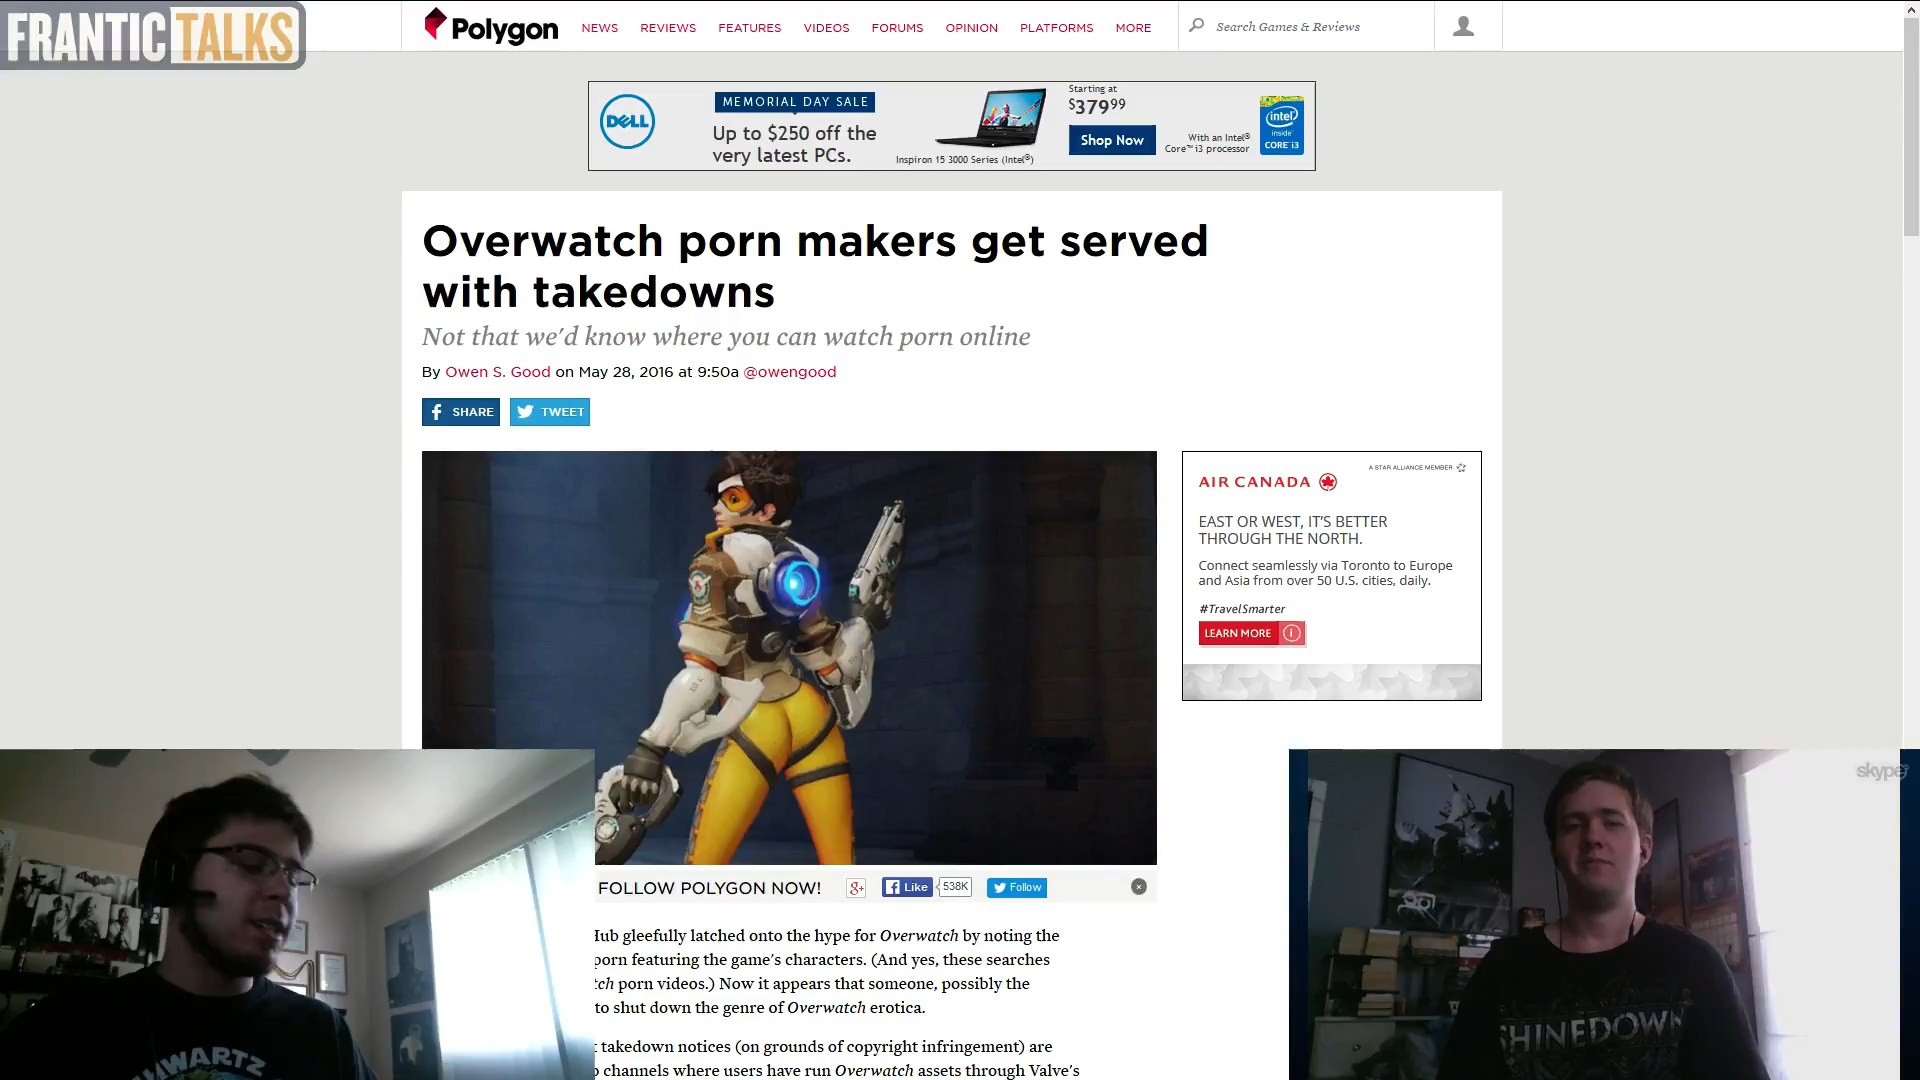 FRANTIC TALKS
Polygon
NEWS REVIEWS FEATURES VIDEOS FORUMS OPINION PLATFORMS MORE
Search Games & Reviews
DELL
MEMORIAL DAY SALE
Up to $250 off the
very latest PCs.
Inspiron 15 3000 Series (Intel®)
Starting at
$379⁹⁹
Shop Now
With an Intel®
Core™ i3 processor
intel
inside
CORE i3
Overwatch porn makers get served
with takedowns
Not that we'd know where you can watch porn online
By Owen S. Good on May 28, 2016 at 9:50a @owengood
SHARE TWEET
A STAR ALLIANCE MEMBER
AIR CANADA
EAST OR WEST, IT'S BETTER
THROUGH THE NORTH.
Connect seamlessly via Toronto to Europe
and Asia from over 50 U.S. cities, daily.
#TravelSmarter
LEARN MORE
FOLLOW POLYGON NOW! g+ Like 538K Follow
gleefully latched onto the hype for Overwatch by noting the
porn featuring the game's characters. (And yes, these searches
porn videos.) Now it appears that someone, possibly the
to shut down the genre of Overwatch erotica.
takedown notices (on grounds of copyright infringement) are
channels where users have run Overwatch assets through Valve's
skype
SHINEDOWN